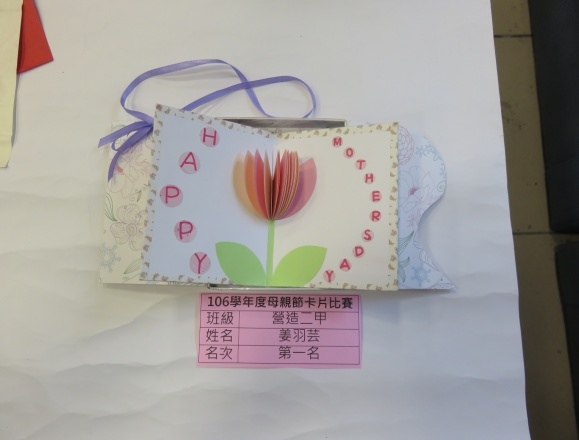 HAPPY
MOTHERS DAY
106學年度母親節卡片比賽
班級 營造二甲
姓名 姜羽芸
名次 第一名